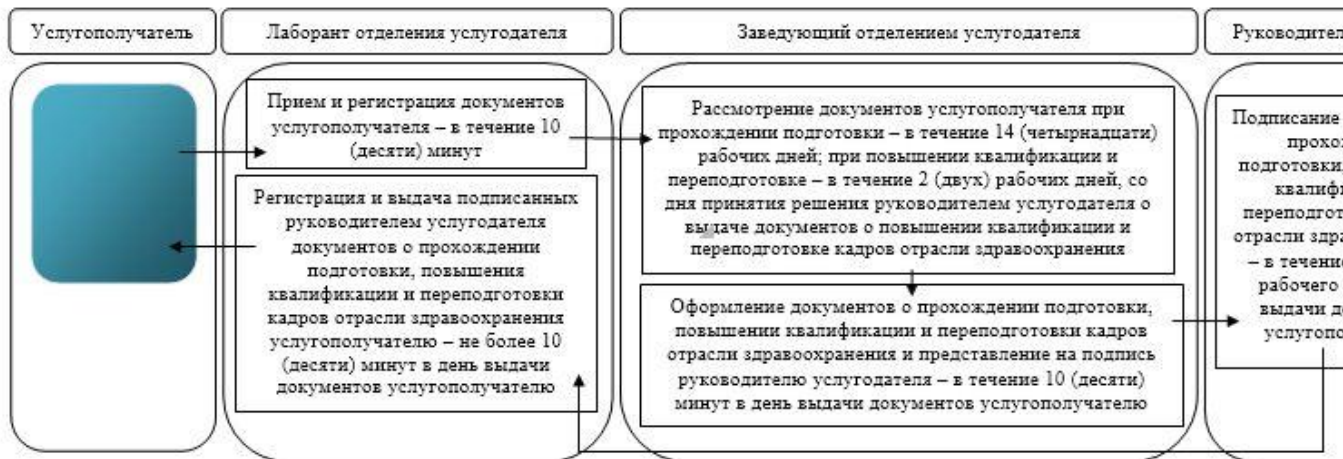 Услугополучатель
Лаборант отделения услугодателя
Заведующий отделением услугодателя
Прием и регистрация документов
услугополучателя – в течение 10
(десяти) минут
Регистрация и выдача подписанных
руководителем услугодателя
документов о прохождении
подготовки, повышения
квалификации и переподготовки
кадров отрасли здравоохранения
услугополучателю – не более 10
(десяти) минут в день выдачи
документов услугополучателю
Рассмотрение документов услугополучателя при
прохождении подготовки – в течение 14 (четырнадцати)
рабочих дней; при повышении квалификации и
переподготовке – в течение 2 (двух) рабочих дней, со
дня принятия решения руководителем услугодателя о
выдаче документов о повышении квалификации и
переподготовке кадров отрасли здравоохранения
Оформление документов о прохождении подготовки,
повышении квалификации и переподготовки кадров
отрасли здравоохранения и представление на подпись
руководителю услугодателя – в течение 10 (десяти)
минут в день выдачи документов услугополучателю
Подписание
подготовки,
– в течение
рабочего
выдачи